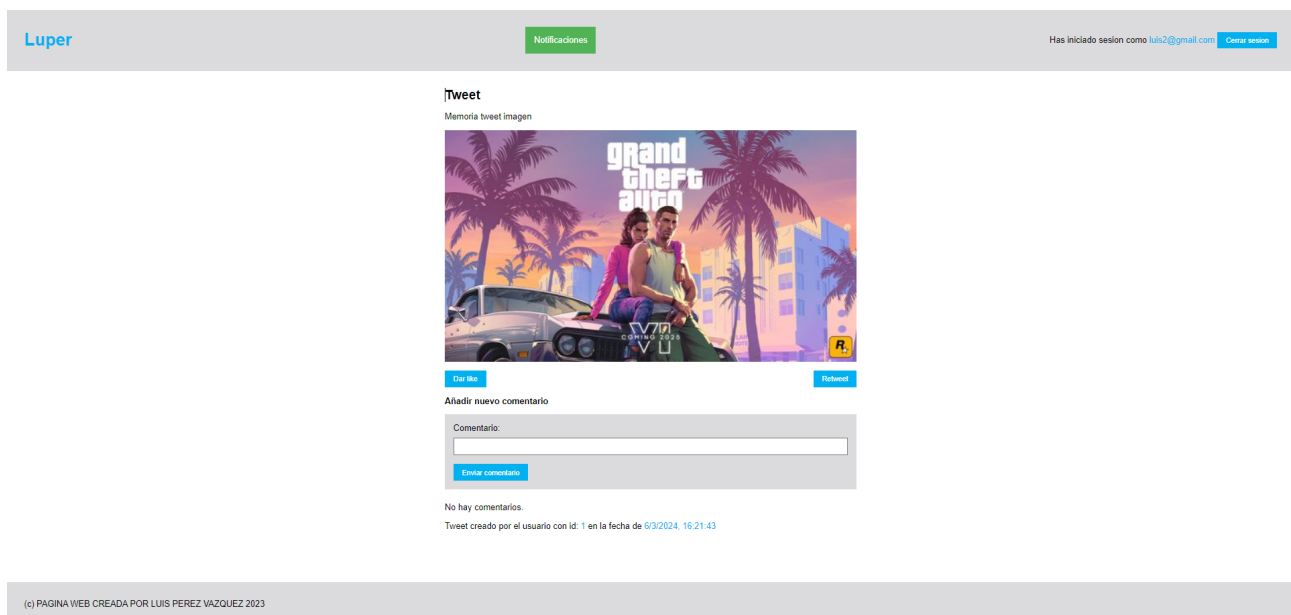 Luper
Notificaciones
Has iniciado sesion como luis2@gmail.com Cerrar sesion
Tweet
Memoria tweet imagen
grand
theft
auto
VI
COMING 2025
R
Dar like
Retweet
Añadir nuevo comentario
Comentario:
Enviar comentario
No hay comentarios.
Tweet creado por el usuario con id: 1 en la fecha de 6/3/2024, 16:21:43
(c) PAGINA WEB CREADA POR LUIS PEREZ VAZQUEZ 2023